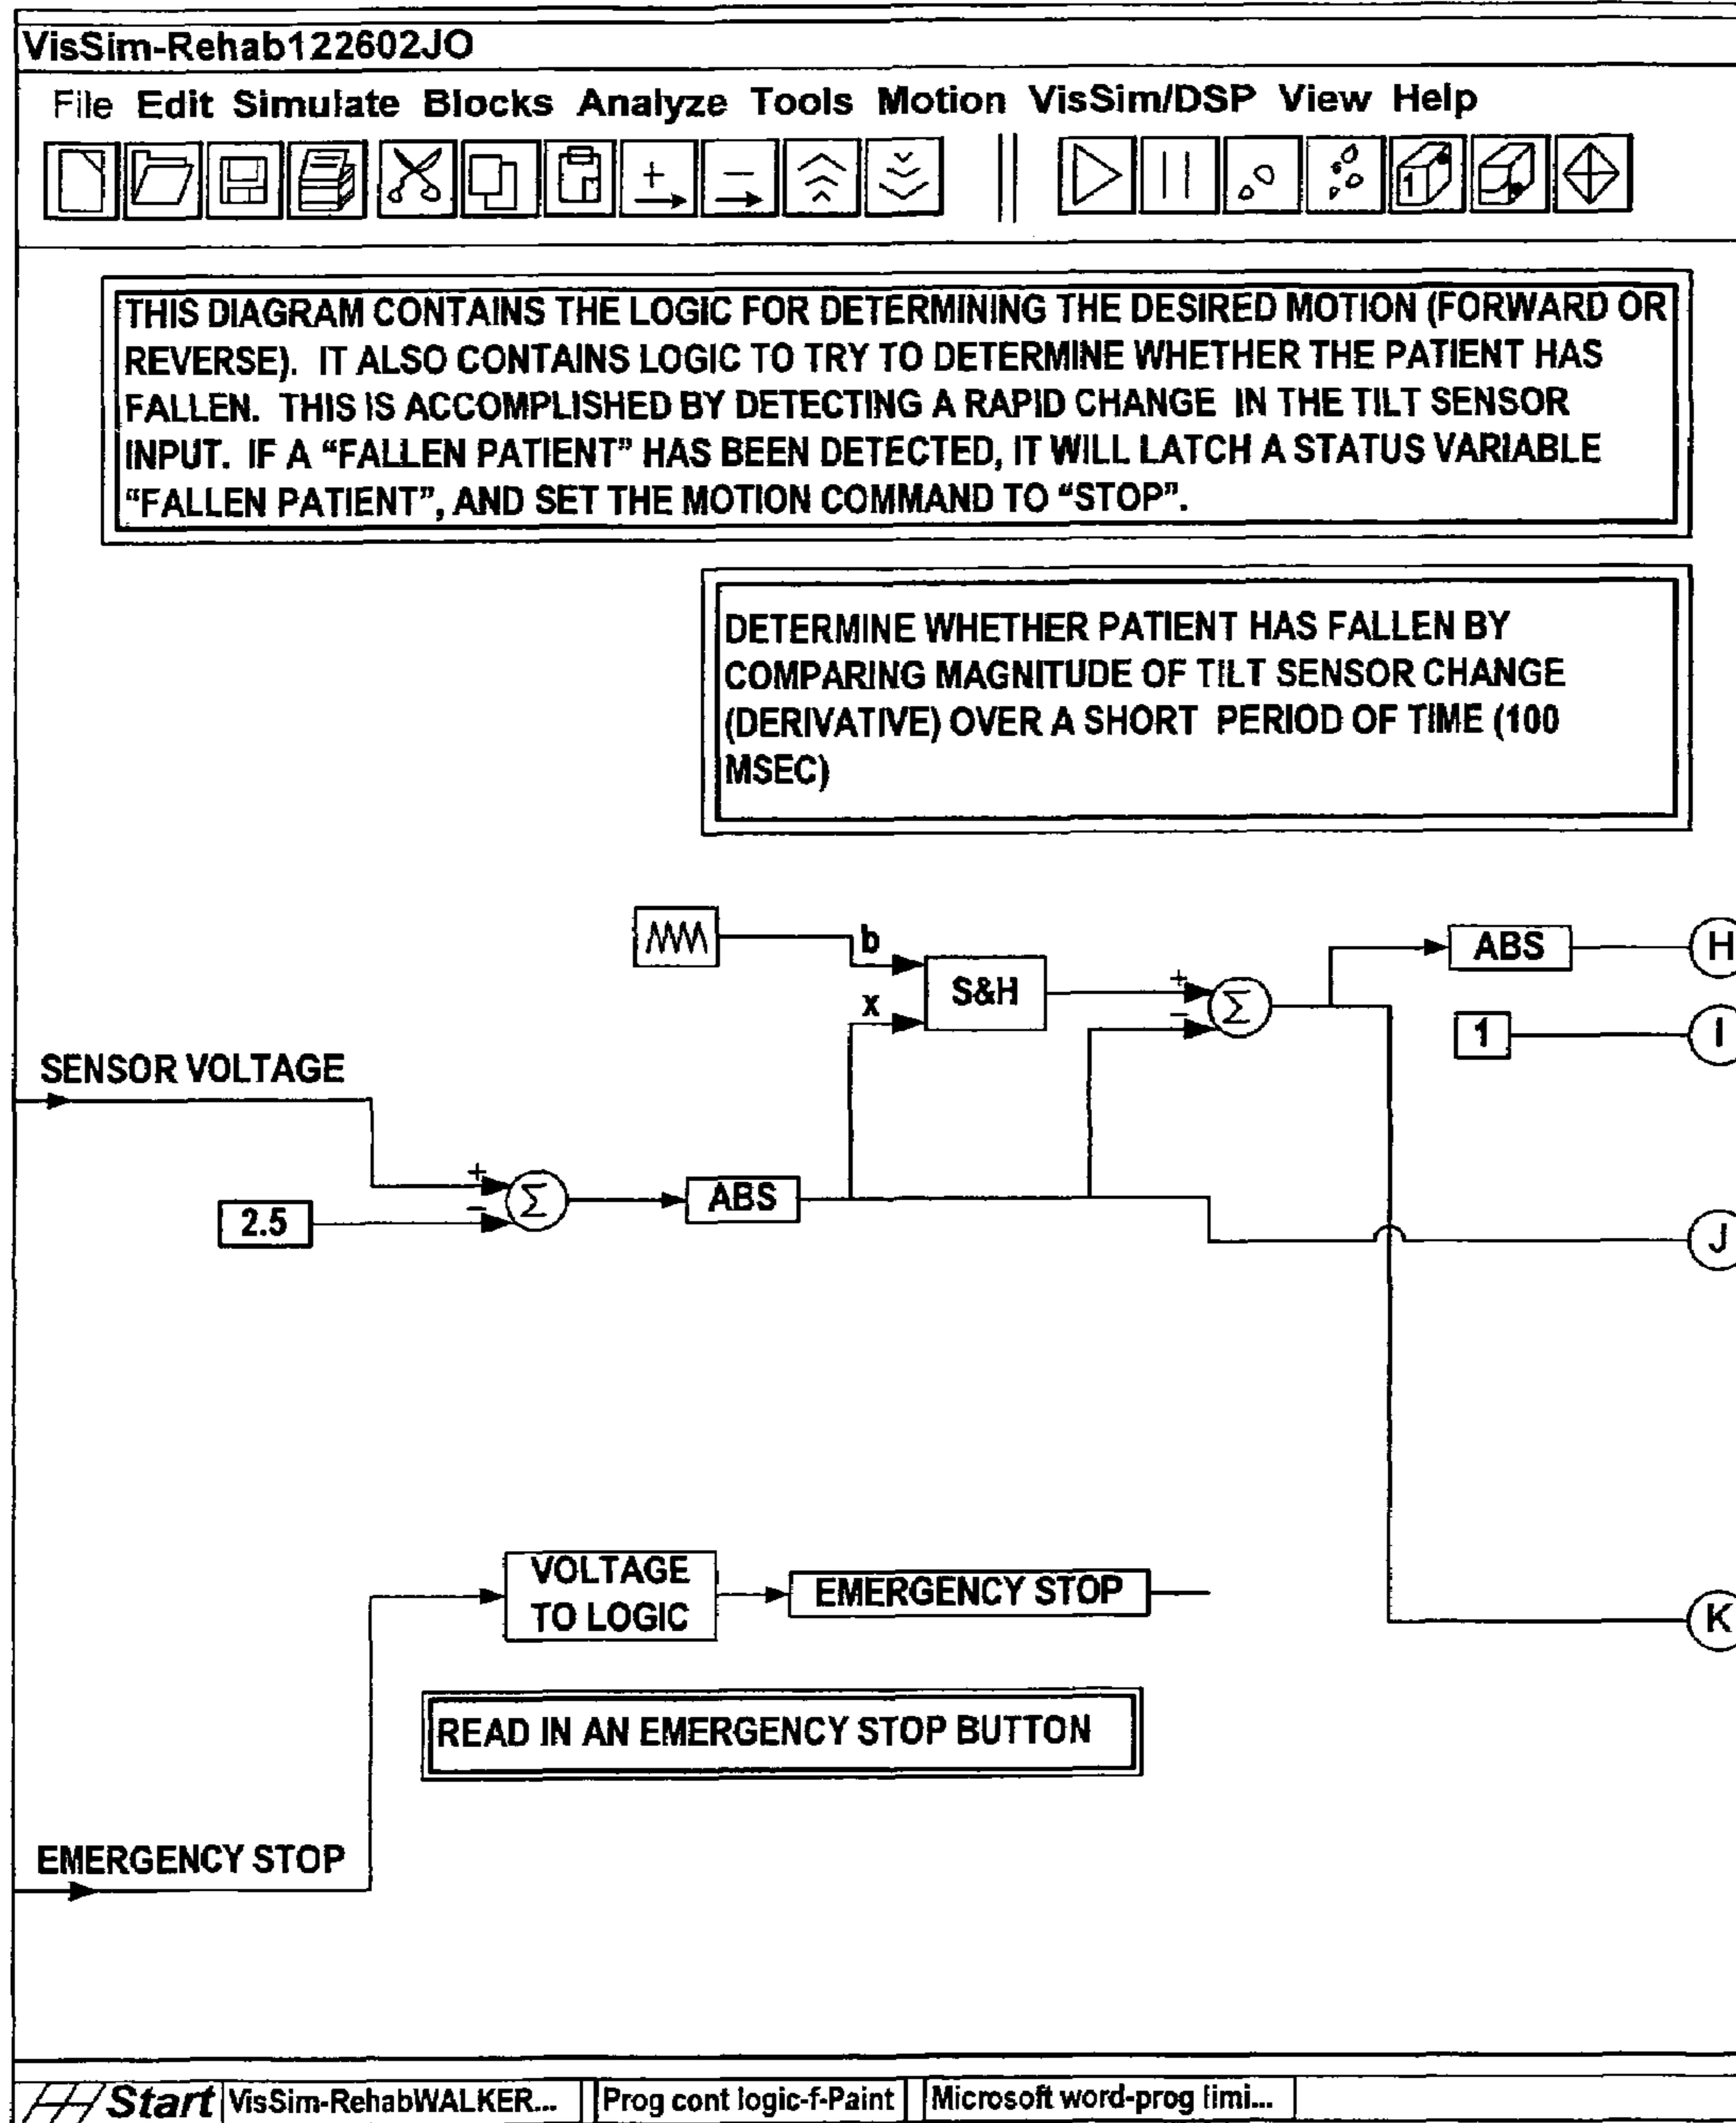 VisSim-Rehab122602JO
File Edit Simulate Blocks Analyze Tools Motion VisSim/DSP View Help
THIS DIAGRAM CONTAINS THE LOGIC FOR DETERMINING THE DESIRED MOTION (FORWARD OR
REVERSE). IT ALSO CONTAINS LOGIC TO TRY TO DETERMINE WHETHER THE PATIENT HAS
FALLEN. THIS IS ACCOMPLISHED BY DETECTING A RAPID CHANGE IN THE TILT SENSOR
INPUT. IF A “FALLEN PATIENT” HAS BEEN DETECTED, IT WILL LATCH A STATUS VARIABLE
“FALLEN PATIENT”, AND SET THE MOTION COMMAND TO “STOP”.
DETERMINE WHETHER PATIENT HAS FALLEN BY
COMPARING MAGNITUDE OF TILT SENSOR CHANGE
(DERIVATIVE) OVER A SHORT PERIOD OF TIME (100
MSEC)
b
x
S&H
+
−
Σ
ABS
H
1
I
SENSOR VOLTAGE
2.5
+
−
Σ
ABS
J
VOLTAGE
TO LOGIC
EMERGENCY STOP
K
READ IN AN EMERGENCY STOP BUTTON
EMERGENCY STOP
Start VisSim-RehabWALKER... Prog cont logic-f-Paint Microsoft word-prog limi...